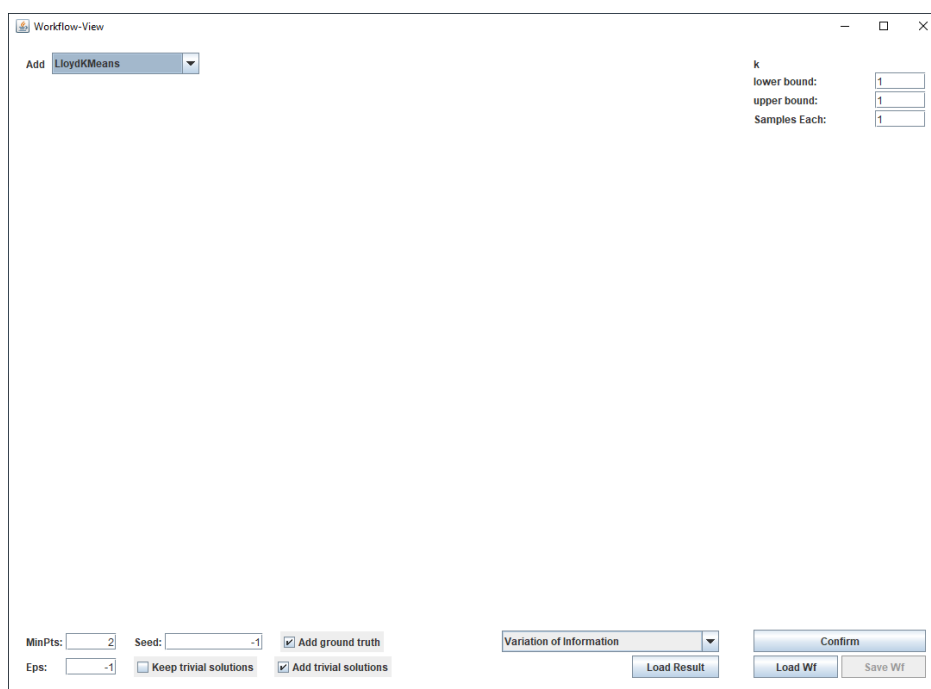 Workflow-View
Add LloydKMeans
k
lower bound: 1
upper bound: 1
Samples Each: 1
MinPts: 2 Seed: -1 Add ground truth Variation of Information Confirm
Eps: -1 Keep trivial solutions Add trivial solutions Load Result Load Wf Save Wf